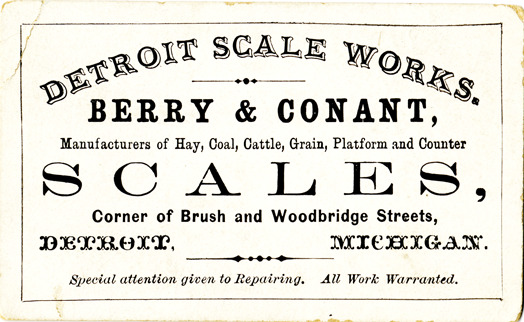 DETROIT SCALE WORKS.
BERRY & CONANT,
Manufacturers of Hay, Coal, Cattle, Grain, Platform and Counter
SCALES,
Corner of Brush and Woodbridge Streets,
DETROIT, MICHIGAN.
Special attention given to Repairing. All Work Warranted.